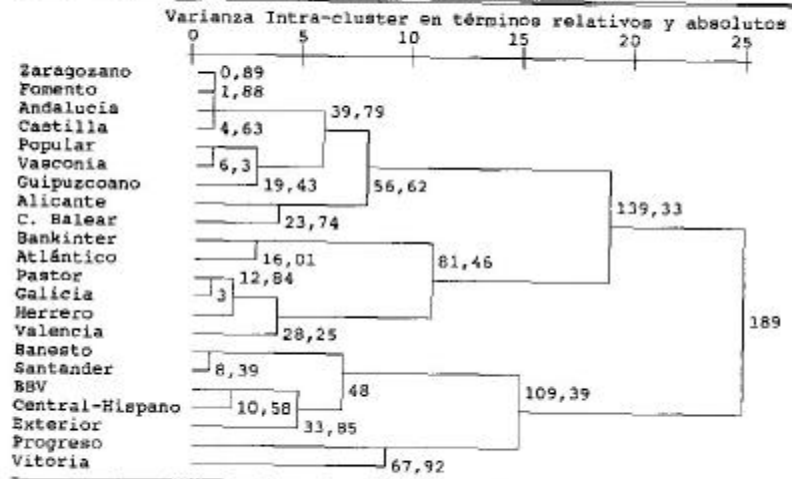 Varianza Intra-cluster en términos relativos y absolutos
0 5 10 15 20 25
Zaragozano 0,89
Fomento 1,88
Andalucía 39,79
Castilla 4,63
Popular
Vasconia 6,3
Guipuzcoano 19,43 56,62
Alicante 139,33
C. Balear 23,74
Bankinter
Atlántico 16,01 81,46
Pastor 12,84
Galicia 3
Herrero 189
Valencia 28,25
Banesto
Santander 8,39
BBV 48 109,39
Central-Hispano 10,58
Exterior 33,85
Progreso
Vitoria 67,92